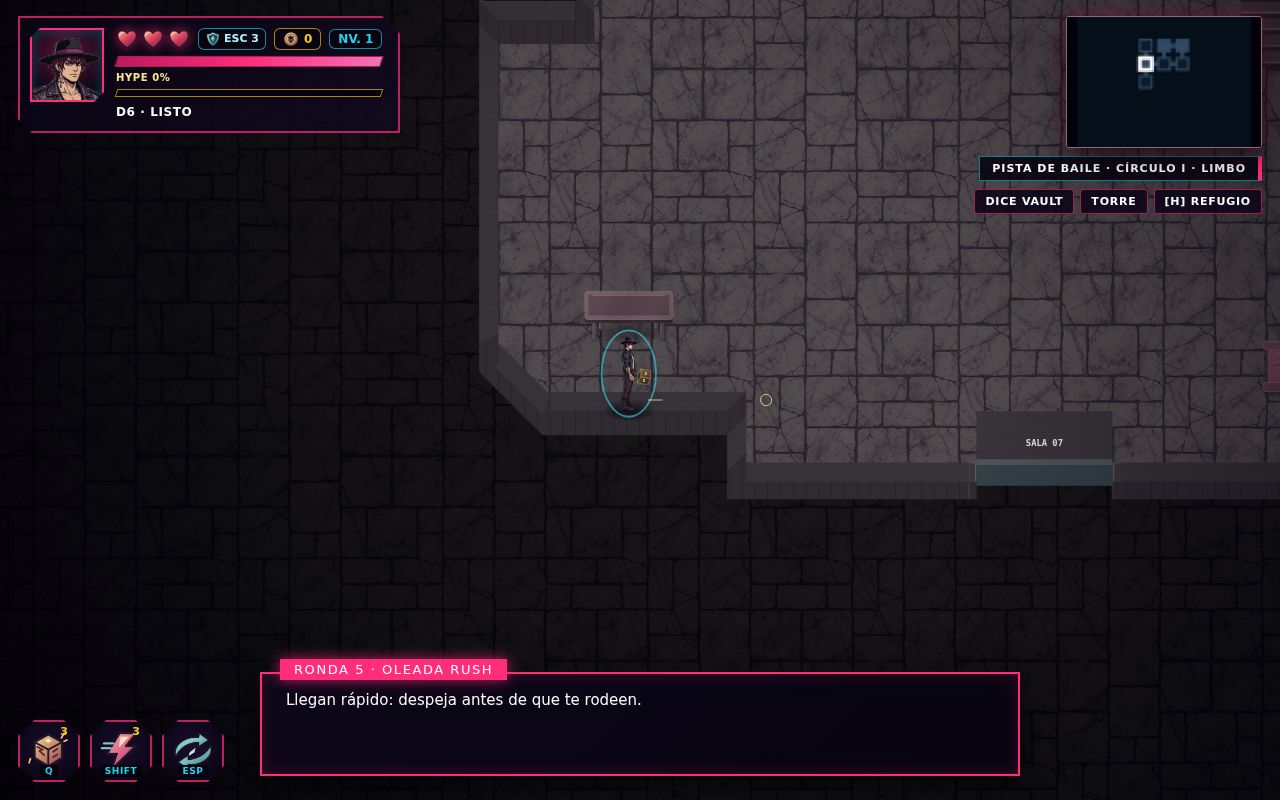 ESC 3
0
NV. 1
HYPE 0%
D6 · LISTO
PISTA DE BAILE · CÍRCULO I · LIMBO
DICE VAULT
TORRE
[H] REFUGIO
SALA 07
RONDA 5 · OLEADA RUSH
Llegan rápido: despeja antes de que te rodeen.
3
Q
3
SHIFT
ESP